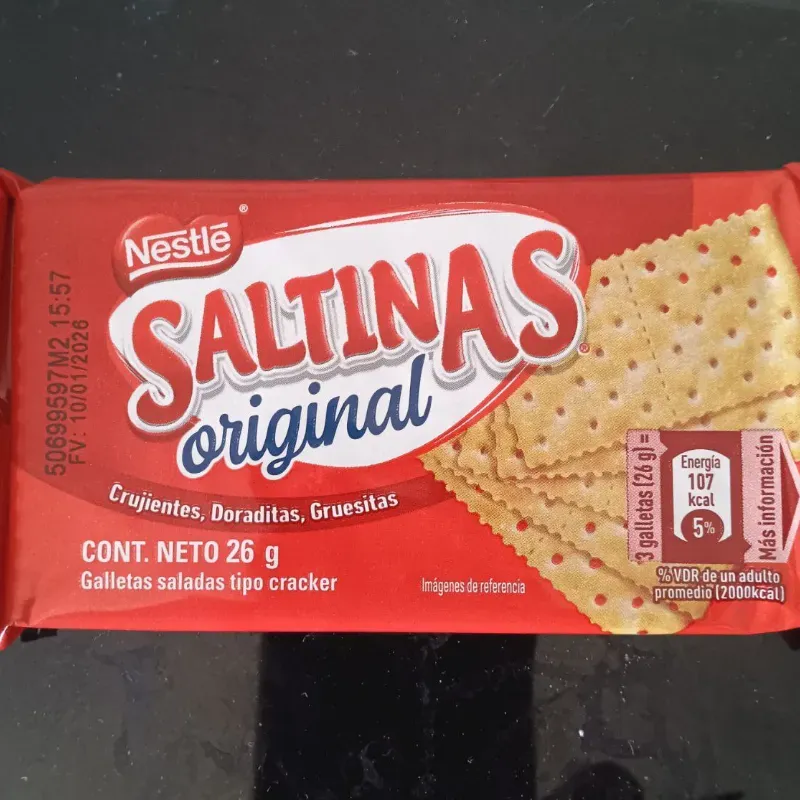 Nestlé®
SALTINAS®
original
Crujientes, Doraditas, Gruesitas
CONT. NETO 26 g
Galletas saladas tipo cracker
Imágenes de referencia
50699597M2 15:57
FV: 10/01/2026
3 galletas (26 g) =
Energía
107
kcal
5%
Más información
%VDR de un adulto
promedio (2000kcal)